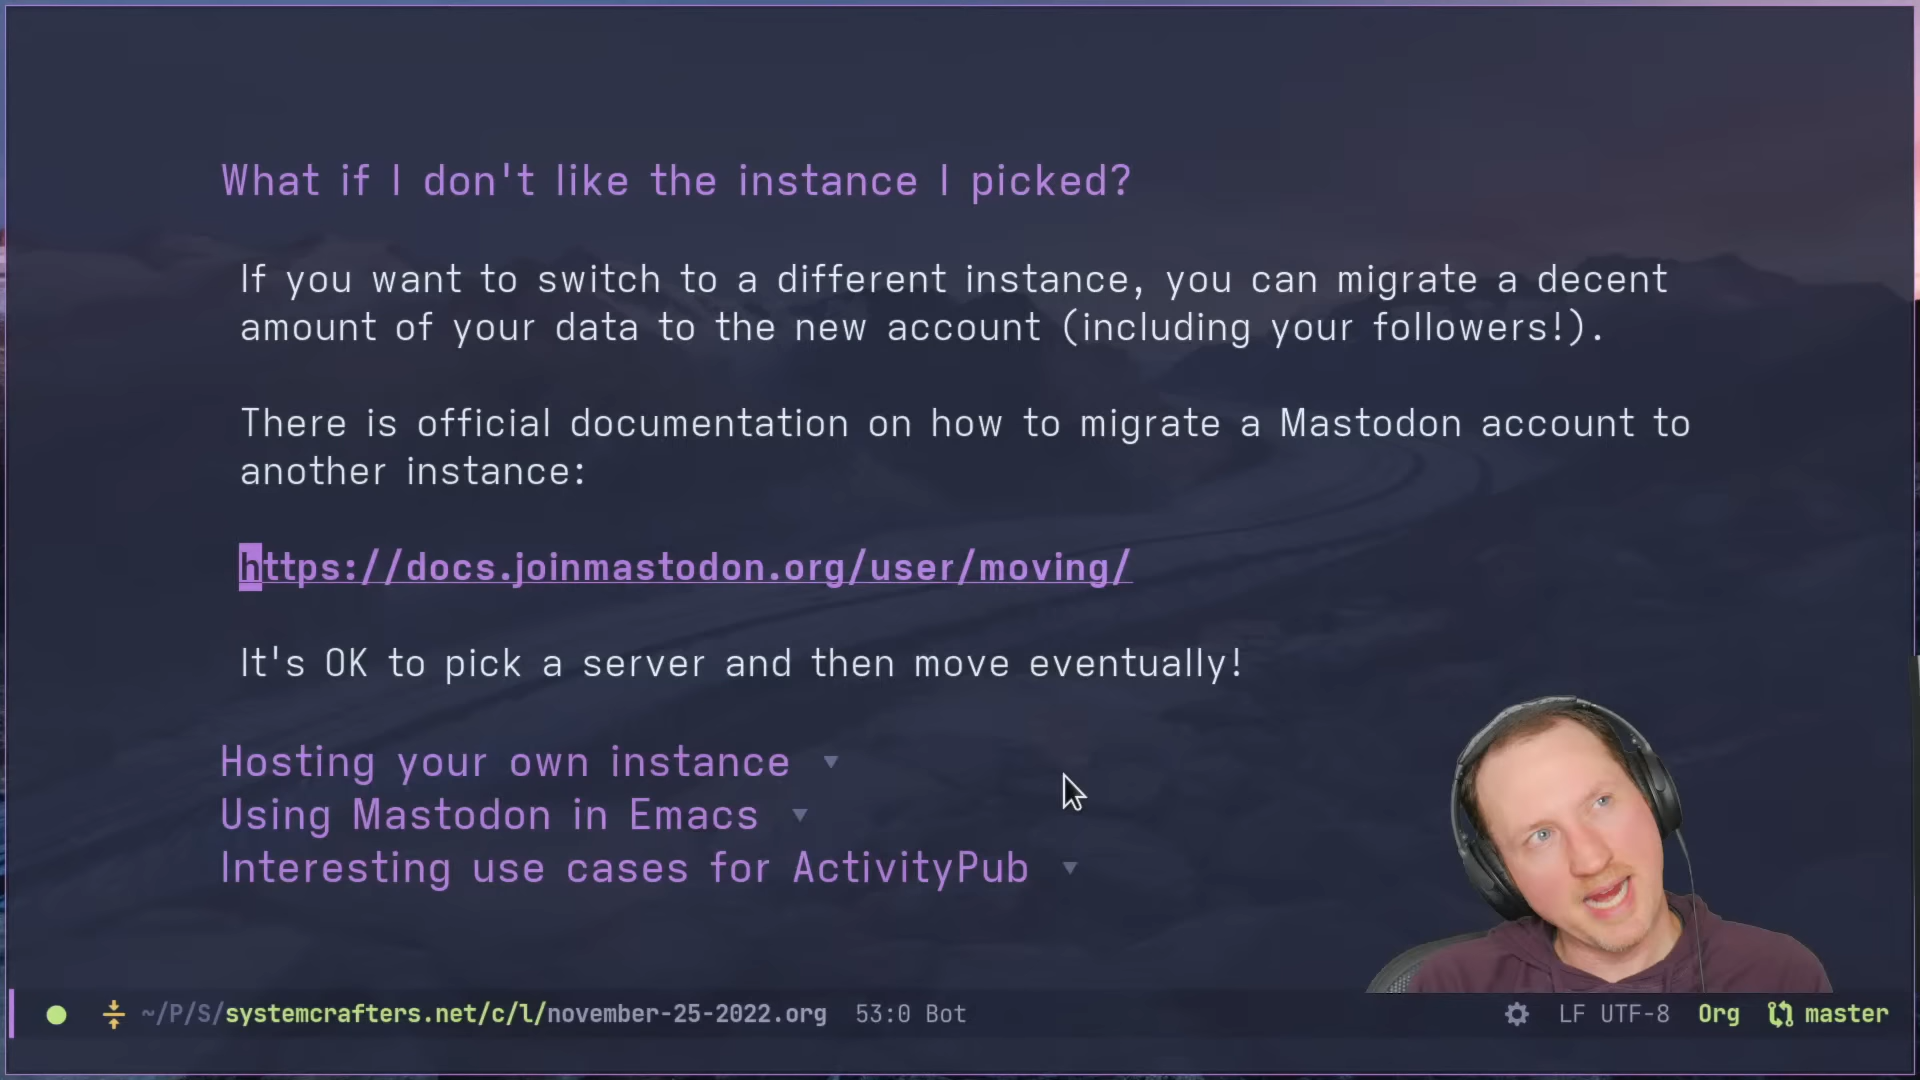 What if I don't like the instance I picked?
If you want to switch to a different instance, you can migrate a decent
amount of your data to the new account (including your followers!).
There is official documentation on how to migrate a Mastodon account to
another instance:
https://docs.joinmastodon.org/user/moving/
It's OK to pick a server and then move eventually!
Hosting your own instance ▾
Using Mastodon in Emacs ▾
Interesting use cases for ActivityPub ▾
~/P/S/systemcrafters.net/c/l/november-25-2022.org 53:0 Bot LF UTF-8 Org master